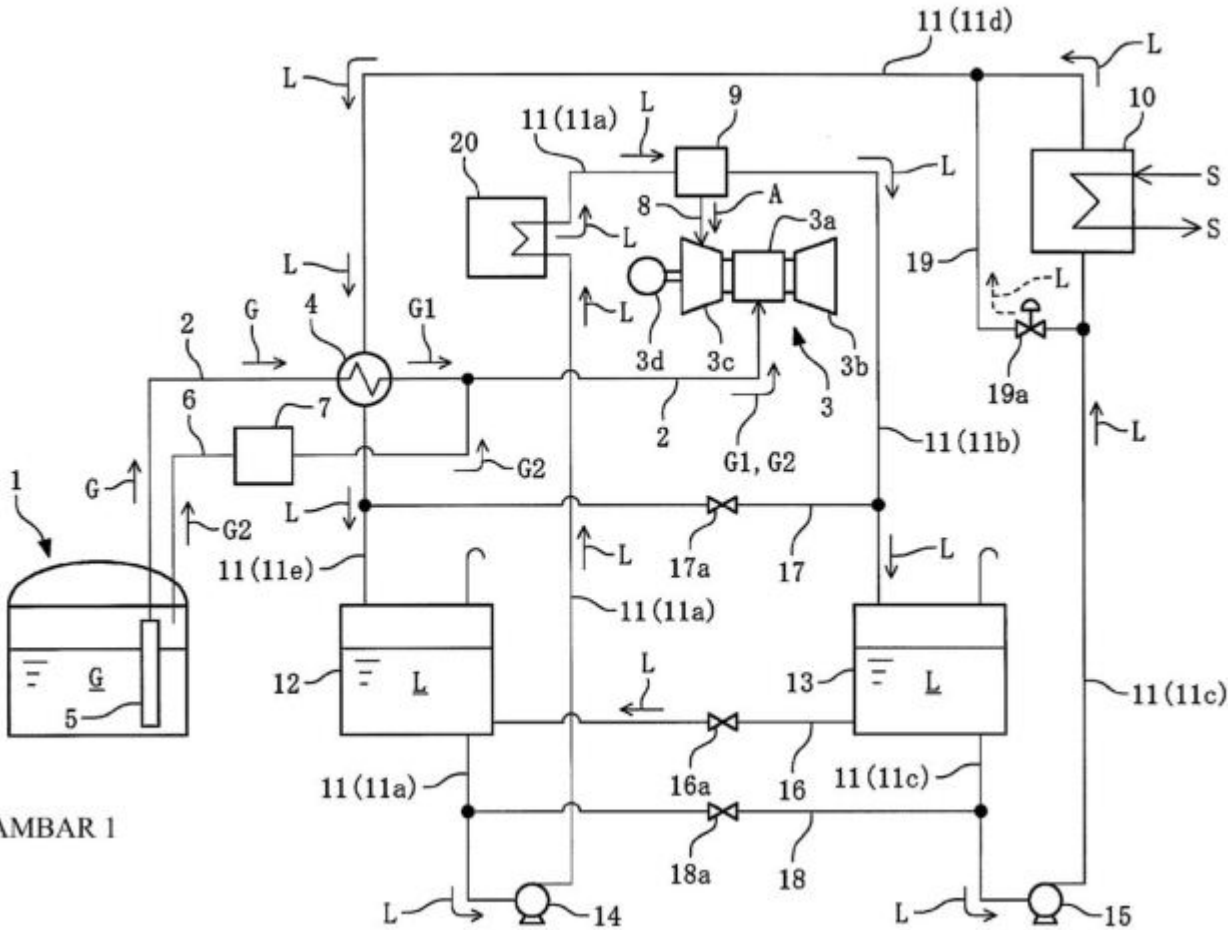 11(11d)
L
L
9
10
11(11a)
L
20
L
S
8
A
3a
L
S
L
19
L
G
4
G1
L
3d
3c
3b
2
3
19a
6
7
2
L
G1, G2
11(11b)
1
G
G2
L
G2
17a
17
L
11(11e)
L
11(11a)
12
L
L
13
L
11(11c)
G
5
16a
16
11(11a)
11(11c)
18a
18
AMBAR 1
L
14
L
15